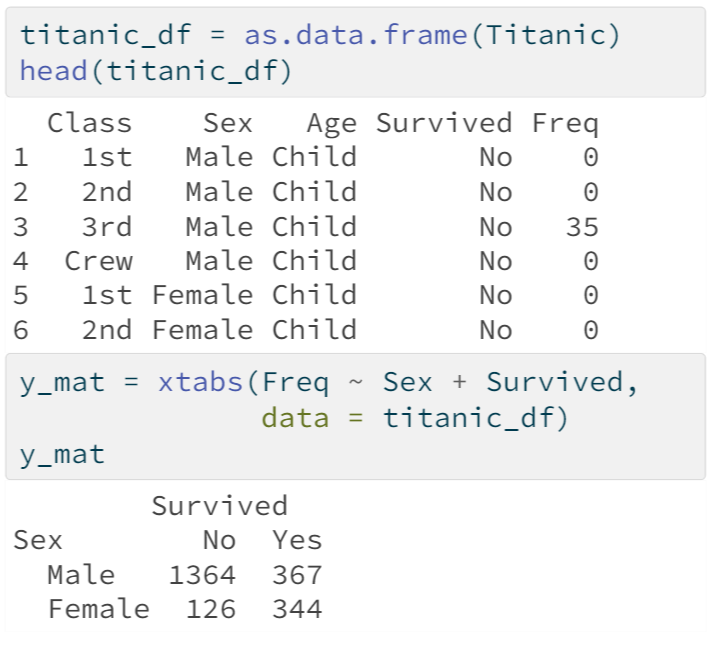 titanic_df = as.data.frame(Titanic)
head(titanic_df)
  Class    Sex   Age Survived Freq
1   1st   Male Child       No    0
2   2nd   Male Child       No    0
3   3rd   Male Child       No   35
4  Crew   Male Child       No    0
5   1st Female Child       No    0
6   2nd Female Child       No    0
y_mat = xtabs(Freq ~ Sex + Survived,
              data = titanic_df)
y_mat
        Survived
Sex        No  Yes
  Male   1364  367
  Female  126  344